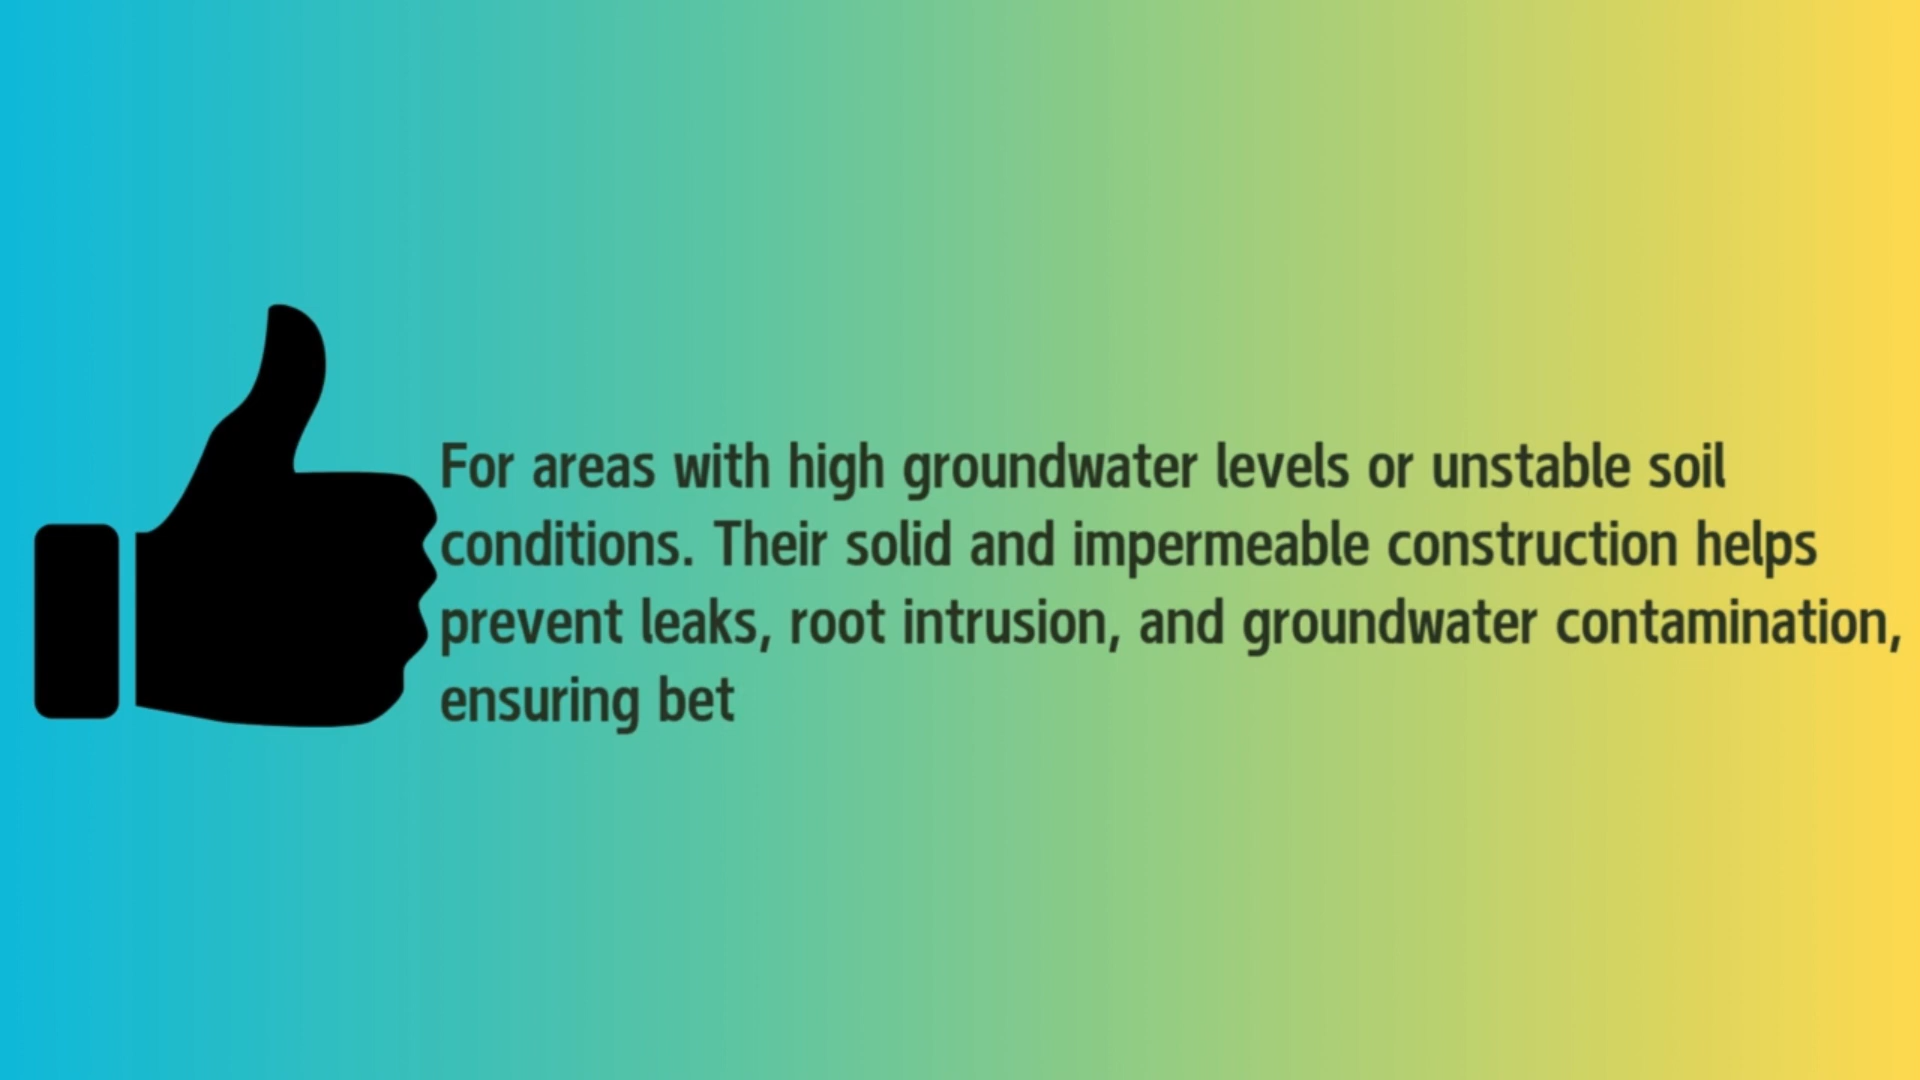 For areas with high groundwater levels or unstable soil
conditions. Their solid and impermeable construction helps
prevent leaks, root intrusion, and groundwater contamination,
ensuring bet